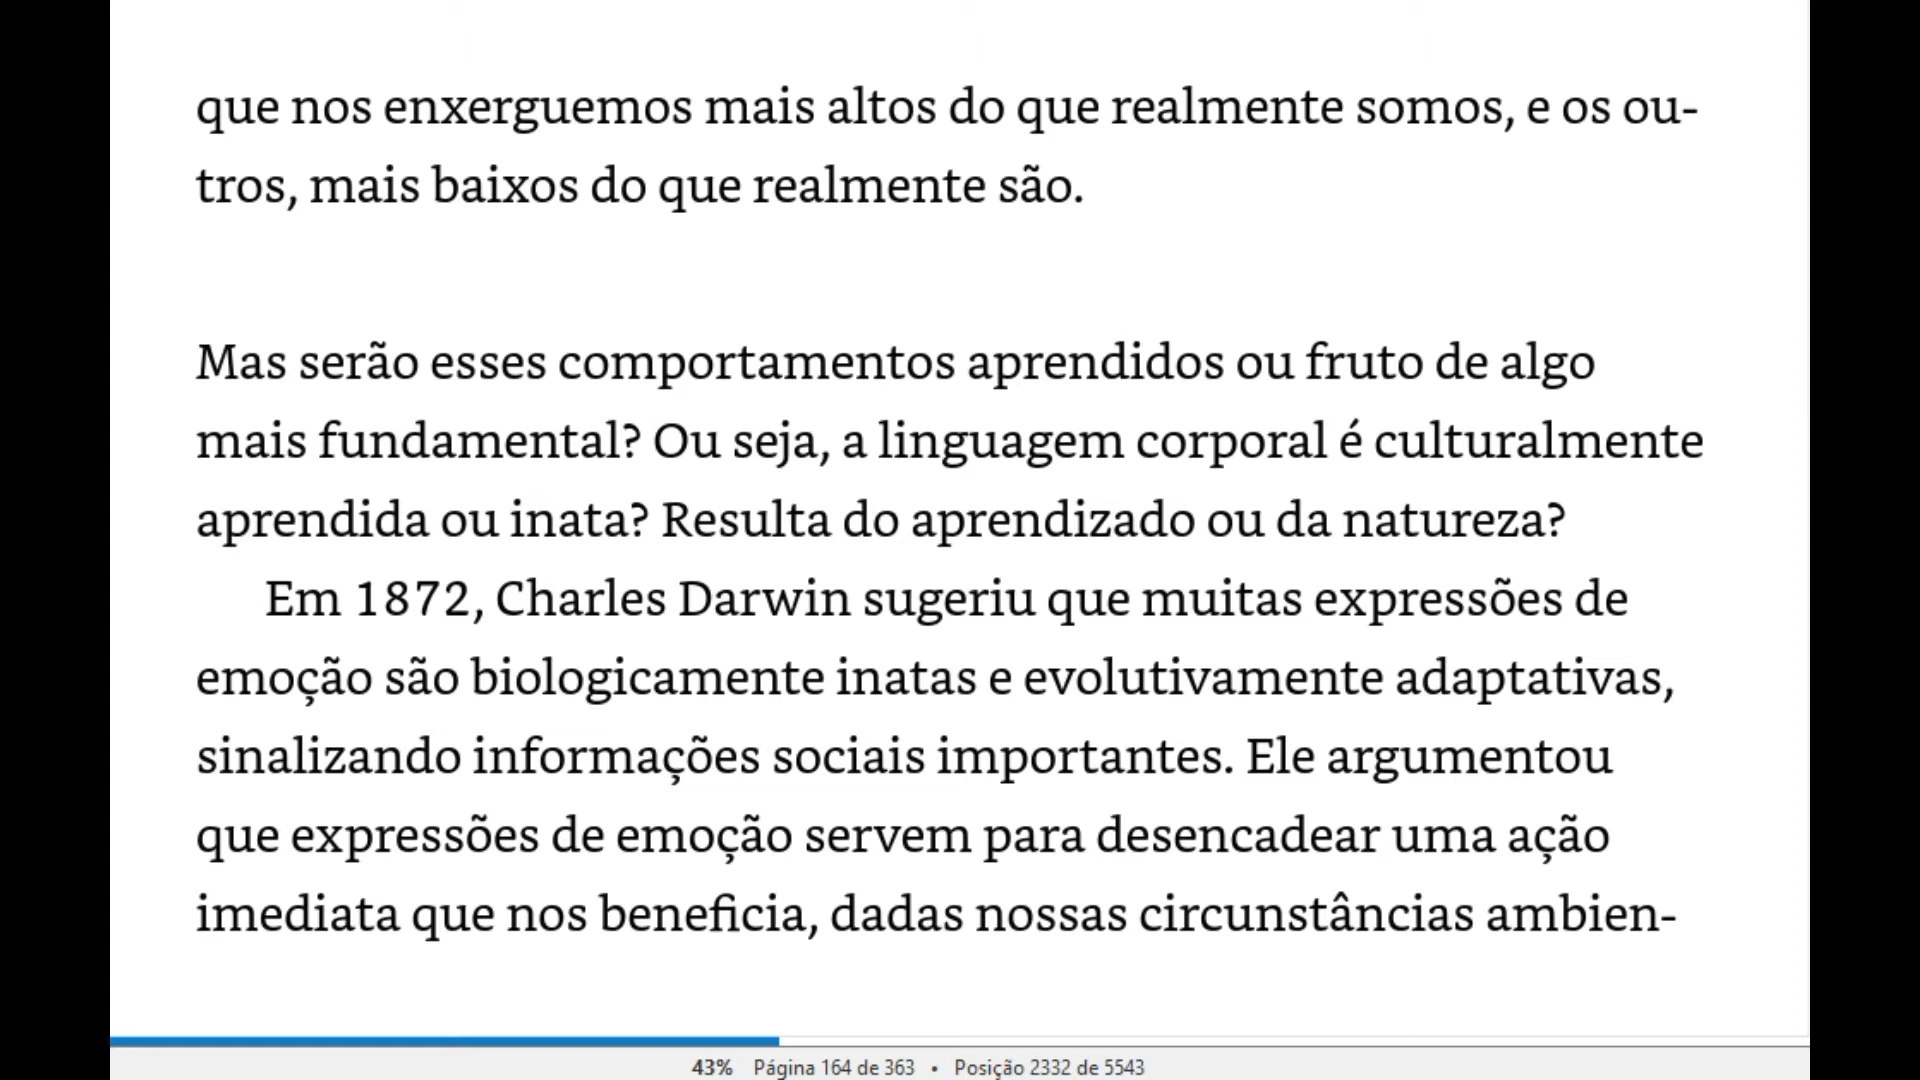 que nos enxerguemos mais altos do que realmente somos, e os ou-
tros, mais baixos do que realmente são.
Mas serão esses comportamentos aprendidos ou fruto de algo
mais fundamental? Ou seja, a linguagem corporal é culturalmente
aprendida ou inata? Resulta do aprendizado ou da natureza?
Em 1872, Charles Darwin sugeriu que muitas expressões de
emoção são biologicamente inatas e evolutivamente adaptativas,
sinalizando informações sociais importantes. Ele argumentou
que expressões de emoção servem para desencadear uma ação
imediata que nos beneficia, dadas nossas circunstâncias ambien-
43% Página 164 de 363 • Posição 2332 de 5543